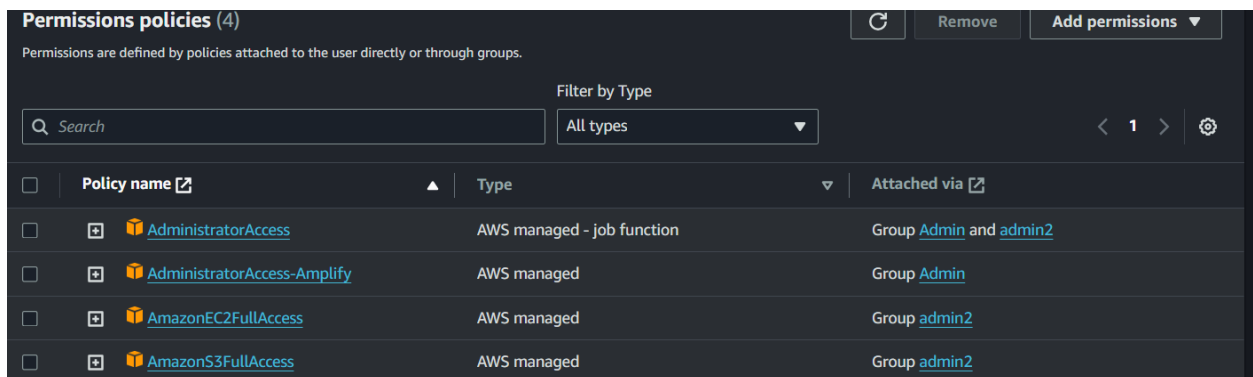 Permissions policies (4)
Remove
Add permissions
Permissions are defined by policies attached to the user directly or through groups.
Filter by Type
Search
All types
1
Policy name
Type
Attached via
AdministratorAccess
AWS managed - job function
Group Admin and admin2
AdministratorAccess-Amplify
AWS managed
Group Admin
AmazonEC2FullAccess
AWS managed
Group admin2
AmazonS3FullAccess
AWS managed
Group admin2